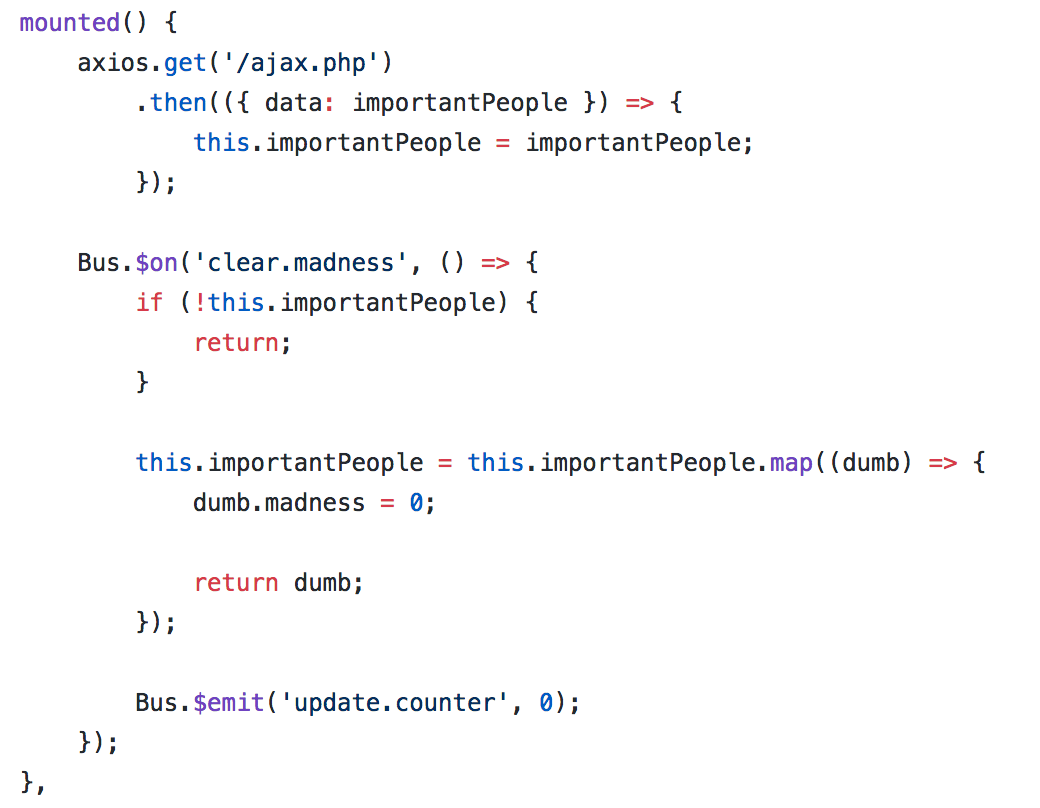 mounted() {
    axios.get('/ajax.php')
        .then(({ data: importantPeople }) => {
            this.importantPeople = importantPeople;
        });

    Bus.$on('clear.madness', () => {
        if (!this.importantPeople) {
            return;
        }

        this.importantPeople = this.importantPeople.map((dumb) => {
            dumb.madness = 0;

            return dumb;
        });

        Bus.$emit('update.counter', 0);
    });
},